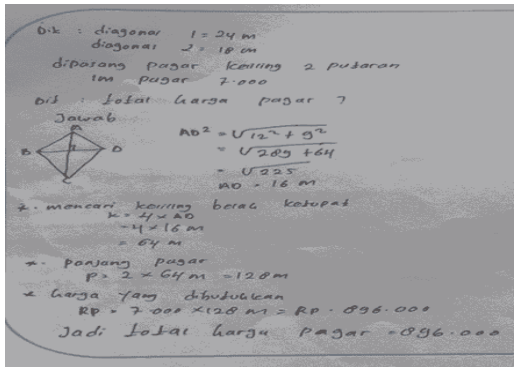 Dik : diagonal 1 = 24 m
diagonal 2 = 18 m
dipasang pagar keliling 2 putaran
1m pagar 7.000
Dit : total harga pagar ?
Jawab
A
B
D
C
AD² = √12² + 9²
= √289 + 64
= √225
AD = 16 m
*. mencari keliling belah ketupat
K = 4 x AD
= 4 x 16 m
= 64 m
*. panjang pagar
P = 2 x 64 m = 128 m
* harga yang dibutuhkan
RP = 7.000 x 128 m = RP. 896.000
Jadi total harga pagar = 896.000